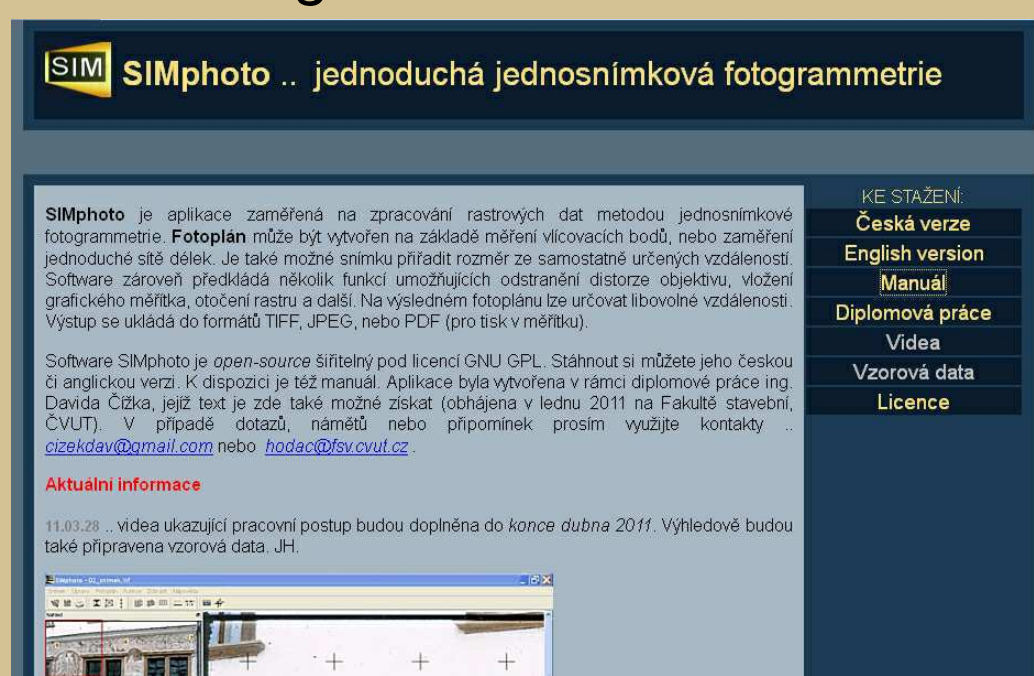 SIM SIMphoto .. jednoduchá jednosnímková fotogrammetrie
SIMphoto je aplikace zaměřená na zpracování rastrových dat metodou jednosnímkové
fotogrammetrie. Fotoplán může být vytvořen na základě měření vlícovacích bodů, nebo zaměření
jednoduché sítě délek. Je také možné snímku přiřadit rozměr ze samostatně určených vzdáleností.
Software zároveň předkládá několik funkcí umožňujících odstranění distorze objektivu, vložení
grafického měřítka, otočení rastru a další. Na výsledném fotoplánu lze určovat libovolné vzdálenosti.
Výstup se ukládá do formátů TIFF, JPEG, nebo PDF (pro tisk v měřítku).
Software SIMphoto je open-source šiřitelný pod licencí GNU GPL. Stáhnout si můžete jeho českou
či anglickou verzi. K dispozici je též manuál. Aplikace byla vytvořena v rámci diplomové práce ing.
Davida Čížka, jejíž text je zde také možné získat (obhájena v lednu 2011 na Fakultě stavební,
ČVUT). V případě dotazů, námětů nebo připomínek prosím využijte kontakty ..
cizekdav@gmail.com nebo hodac@fsv.cvut.cz .
Aktuální informace
11.03.28 .. videa ukazující pracovní postup budou doplněna do konce dubna 2011. Výhledově budou
také připravena vzorová data. JH.
KE STAŽENÍ:
Česká verze
English version
Manuál
Diplomová práce
Videa
Vzorová data
Licence